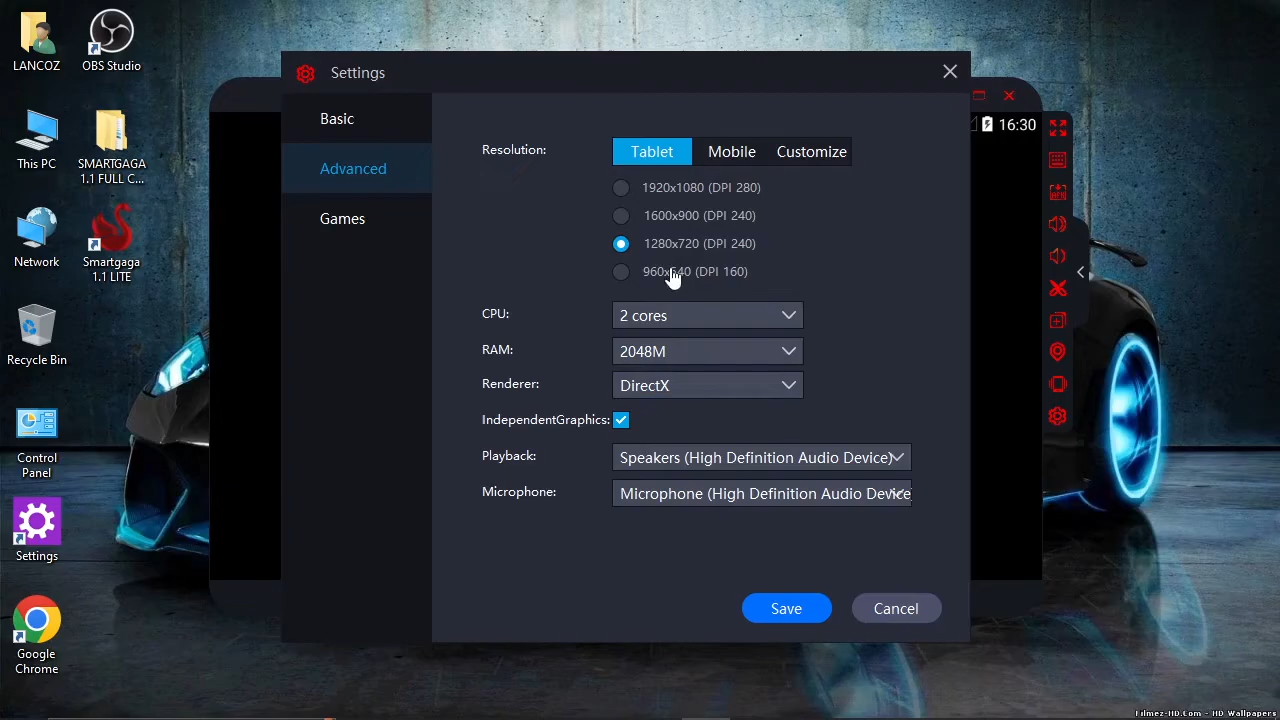 LANCOZ
OBS Studio
This PC
SMARTGAGA
1.1 FULL C...
Network
Smartgaga
1.1 LITE
Recycle Bin
Control
Panel
Settings
Google
Chrome
Settings
Basic
Advanced
Games
Resolution:
Tablet
Mobile
Customize
1920x1080 (DPI 280)
1600x900 (DPI 240)
1280x720 (DPI 240)
960x640 (DPI 160)
CPU:
2 cores
RAM:
2048M
Renderer:
DirectX
IndependentGraphics:
Playback:
Speakers (High Definition Audio Device)
Microphone:
Microphone (High Definition Audio Device
Save
Cancel
16:30
Filmez-HD.Com - HD Wallpapers